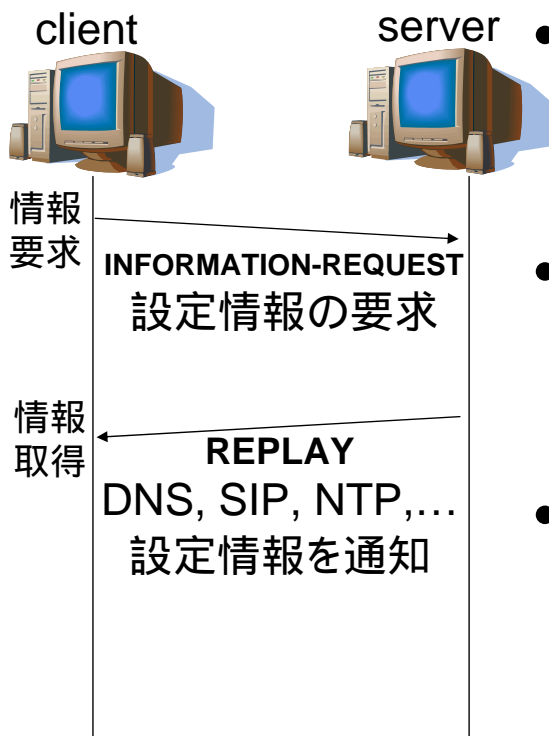 client
server
情報
要求
INFORMATION-REQUEST
設定情報の要求
情報
取得
REPLAY
DNS, SIP, NTP,…
設定情報を通知